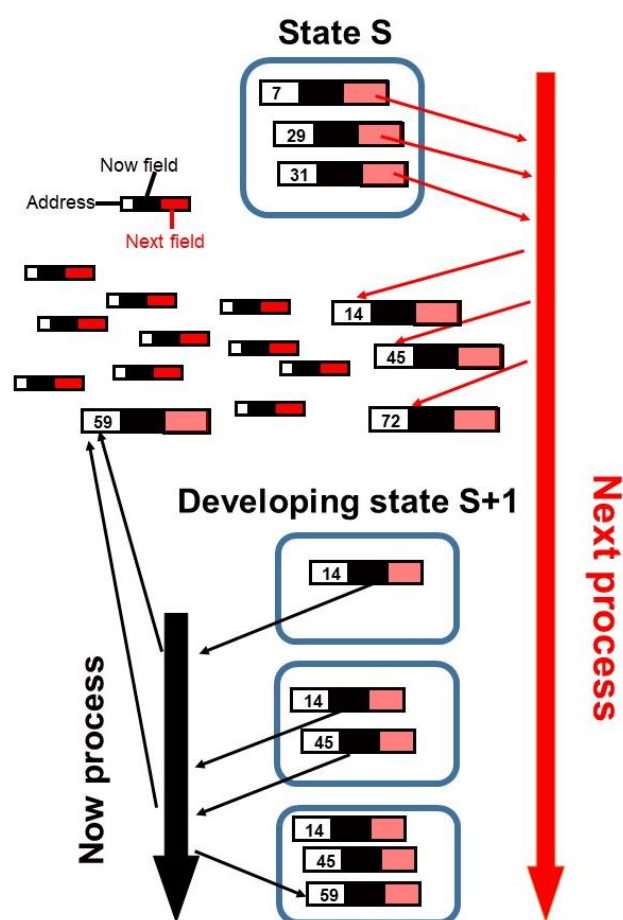 State S
7
29
31
Now field
Address
Next field
14
45
72
59
Developing state S+1
14
14
45
14
45
59
Now process
Next process